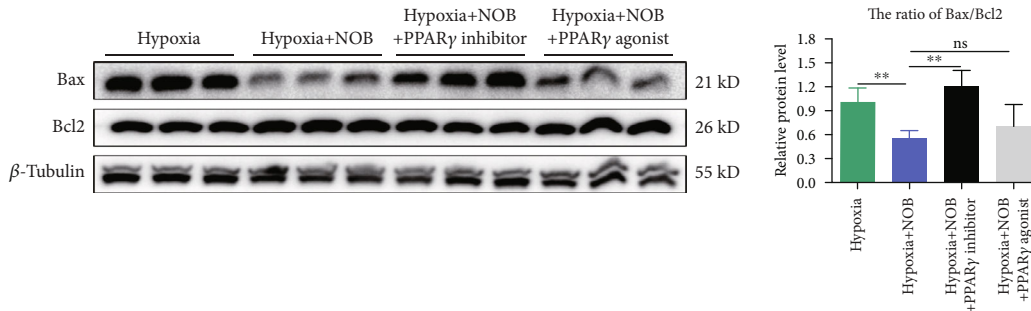 Hypoxia
Hypoxia+NOB
Hypoxia+NOB
+PPARγ inhibitor
Hypoxia+NOB
+PPARγ agonist
Bax
21 kD
Bcl2
26 kD
β-Tubulin
55 kD
The ratio of Bax/Bcl2
Relative protein level
1.8
1.5
1.2
0.9
0.6
0.3
0.0
**
**
ns
Hypoxia
Hypoxia+NOB
Hypoxia+NOB
+PPARγ inhibitor
Hypoxia+NOB
+PPARγ agonist